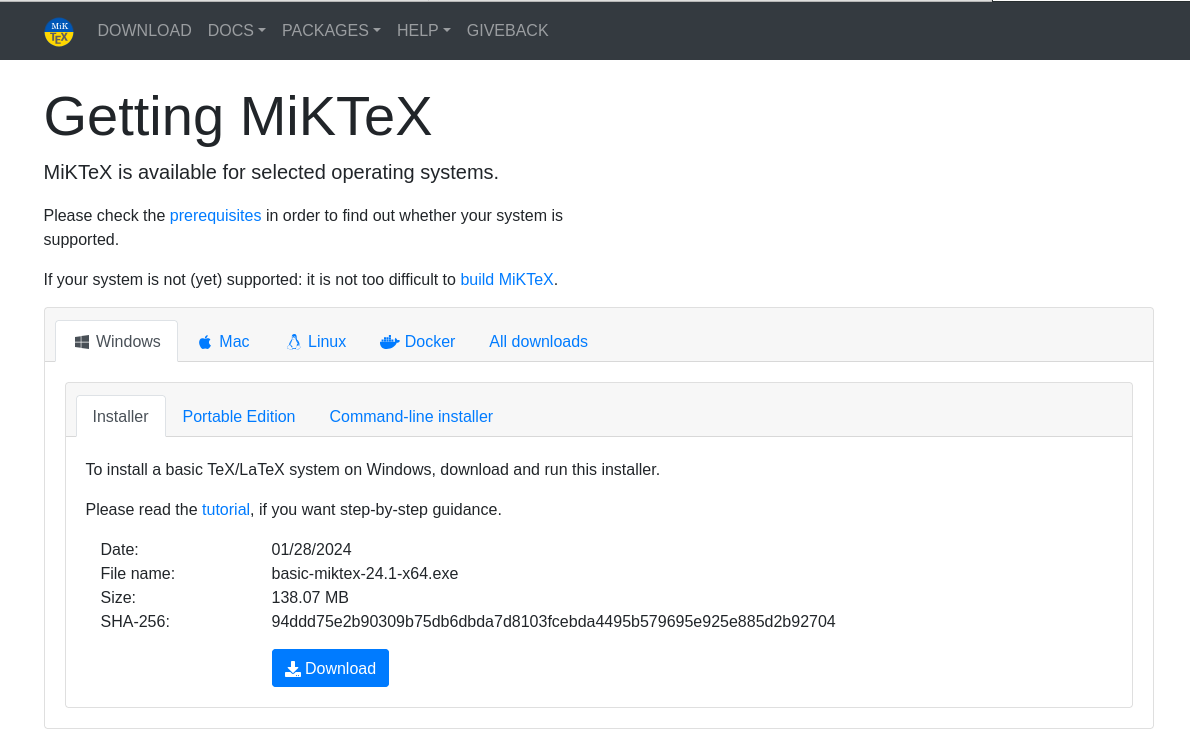 MiK
TEX
DOWNLOAD DOCS PACKAGES HELP GIVEBACK
Getting MiKTeX
MiKTeX is available for selected operating systems.
Please check the prerequisites in order to find out whether your system is
supported.
If your system is not (yet) supported: it is not too difficult to build MiKTeX.
Windows Mac Linux Docker All downloads
Installer Portable Edition Command-line installer
To install a basic TeX/LaTeX system on Windows, download and run this installer.
Please read the tutorial, if you want step-by-step guidance.
Date: 01/28/2024
File name: basic-miktex-24.1-x64.exe
Size: 138.07 MB
SHA-256: 94ddd75e2b90309b75db6dbda7d8103fcebda4495b579695e925e885d2b92704
Download